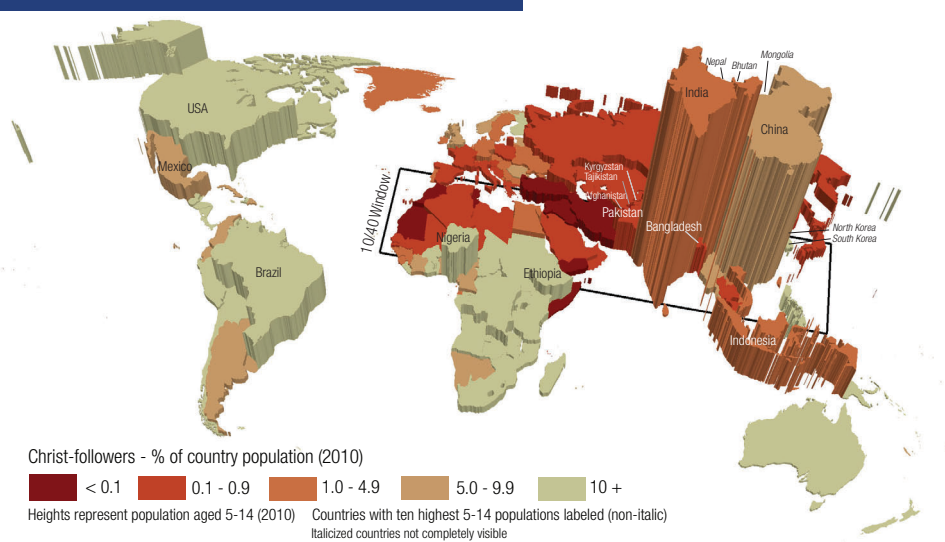 Nepal
Bhutan
Mongolia
India
USA
China
Mexico
Kyrgyzstan
Tajikistan
Afghanistan
Pakistan
10/40 Window
Bangladesh
North Korea
South Korea
Nigeria
Ethiopia
Brazil
Indonesia
Christ-followers - % of country population (2010)
< 0.1
0.1 - 0.9
1.0 - 4.9
5.0 - 9.9
10 +
Heights represent population aged 5-14 (2010)
Countries with ten highest 5-14 populations labeled (non-italic)
Italicized countries not completely visible